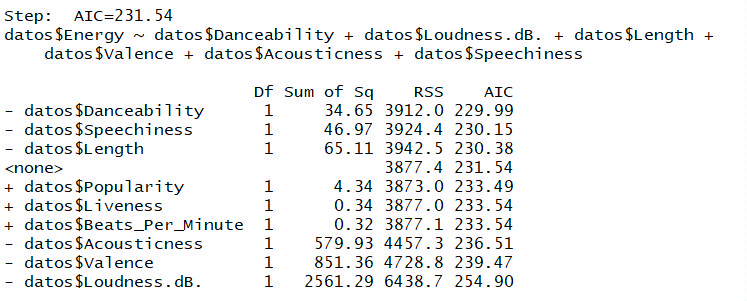 Step:  AIC=231.54
datos$Energy ~ datos$Danceability + datos$Loudness.dB. + datos$Length +
    datos$Valence + datos$Acousticness + datos$Speechiness

                         Df Sum of Sq    RSS    AIC
- datos$Danceability      1     34.65 3912.0 229.99
- datos$Speechiness       1     46.97 3924.4 230.15
- datos$Length            1     65.11 3942.5 230.38
<none>                                3877.4 231.54
+ datos$Popularity        1      4.34 3873.0 233.49
+ datos$Liveness          1      0.34 3877.0 233.54
+ datos$Beats_Per_Minute  1      0.32 3877.1 233.54
- datos$Acousticness      1    579.93 4457.3 236.51
- datos$Valence           1    851.36 4728.8 239.47
- datos$Loudness.dB.      1   2561.29 6438.7 254.90